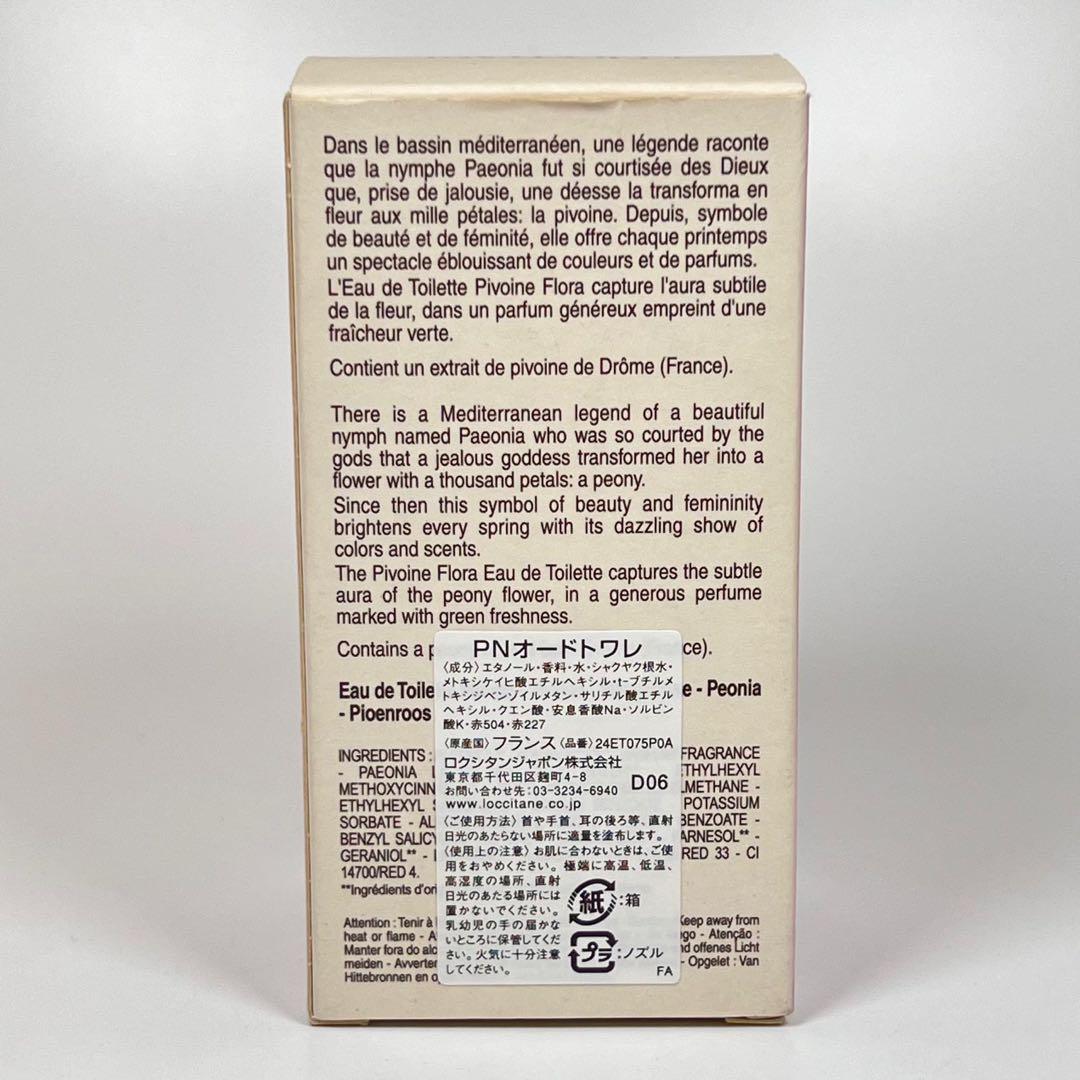 Dans le bassin méditerranéen, une légende raconte
que la nymphe Paeonia fut si courtisée des Dieux
que, prise de jalousie, une déesse la transforma en
fleur aux mille pétales: la pivoine. Depuis, symbole
de beauté et de féminité, elle offre chaque printemps
un spectacle éblouissant de couleurs et de parfums.
L'Eau de Toilette Pivoine Flora capture l'aura subtile
de la fleur, dans un parfum généreux empreint d'une
fraîcheur verte.
Contient un extrait de pivoine de Drôme (France).
There is a Mediterranean legend of a beautiful
nymph named Paeonia who was so courted by the
gods that a jealous goddess transformed her into a
flower with a thousand petals: a peony.
Since then this symbol of beauty and femininity
brightens every spring with its dazzling show of
colors and scents.
The Pivoine Flora Eau de Toilette captures the subtle
aura of the peony flower, in a generous perfume
marked with green freshness.
Contains a p ce).
Eau de Toile e - Peonia
- Pioenroos
INGREDIENTS : FRAGRANCE
- PAEONIA L ETHYLHEXYL
METHOXYCINN LMETHANE -
ETHYLHEXYL S POTASSIUM
SORBATE - AL BENZOATE -
BENZYL SALICY ARNESOL** -
GERANIOL** - L RED 33 - CI
14700/RED 4.
**Ingrédients d'ori
Attention : Tenir à l Keep away from
heat or flame - A ego - Atenção :
Manter fora do alc nd offenes Licht
meiden - Avverten - Opgelet : Van
Hittebronnen en o
PNオードトワレ
〈成分〉エタノール・香料・水・シャクヤク根水・
メトキシケイヒ酸エチルヘキシル・t-ブチルメ
トキシジベンゾイルメタン・サリチル酸エチル
ヘキシル・クエン酸・安息香酸Na・ソルビン
酸K・赤504・赤227
〈原産国〉フランス〈品番〉24ET075P0A
ロクシタンジャポン株式会社
東京都千代田区麹町4-8
お問い合わせ先：03-3234-6940 D06
www.loccitane.co.jp
〈ご使用方法〉首や手首、耳の後ろ等、直射
日光のあたらない場所に適量を塗布します。
〈使用上の注意〉お肌に合わないときは、ご使
用をおやめください。極端に高温、低温、
高湿度の場所、直射
日光のあたる場所には
置かないでください。
乳幼児の手の届かな
いところに保管してくださ
い。火気に十分注意
してください。
紙：箱
プラ：ノズル
FA